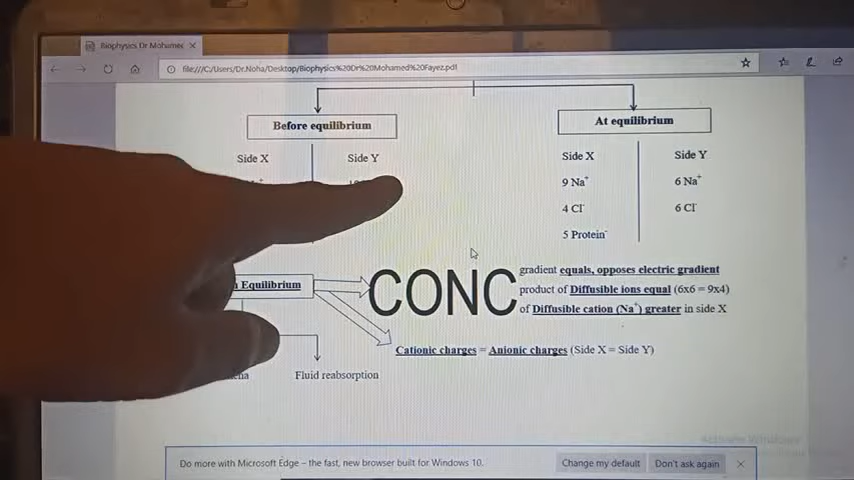 Biophysics Dr Mohamed
file:///C:/Users/Dr.Noha/Desktop/Biophysics%20Dr%20Mohamed%20Fayez.pdf
Before equilibrium
At equilibrium
Side X
Side Y
Side X
Side Y
9 Na⁺
6 Na⁺
4 Cl⁻
6 Cl⁻
5 Protein⁻
Equilibrium
CONC
gradient equals, opposes electric gradient
product of Diffusible ions equal (6x6 = 9x4)
of Diffusible cation (Na⁺) greater in side X
Cationic charges = Anionic charges (Side X = Side Y)
Fluid reabsorption
Activate Windows
Do more with Microsoft Edge – the fast, new browser built for Windows 10.
Change my default
Don't ask again